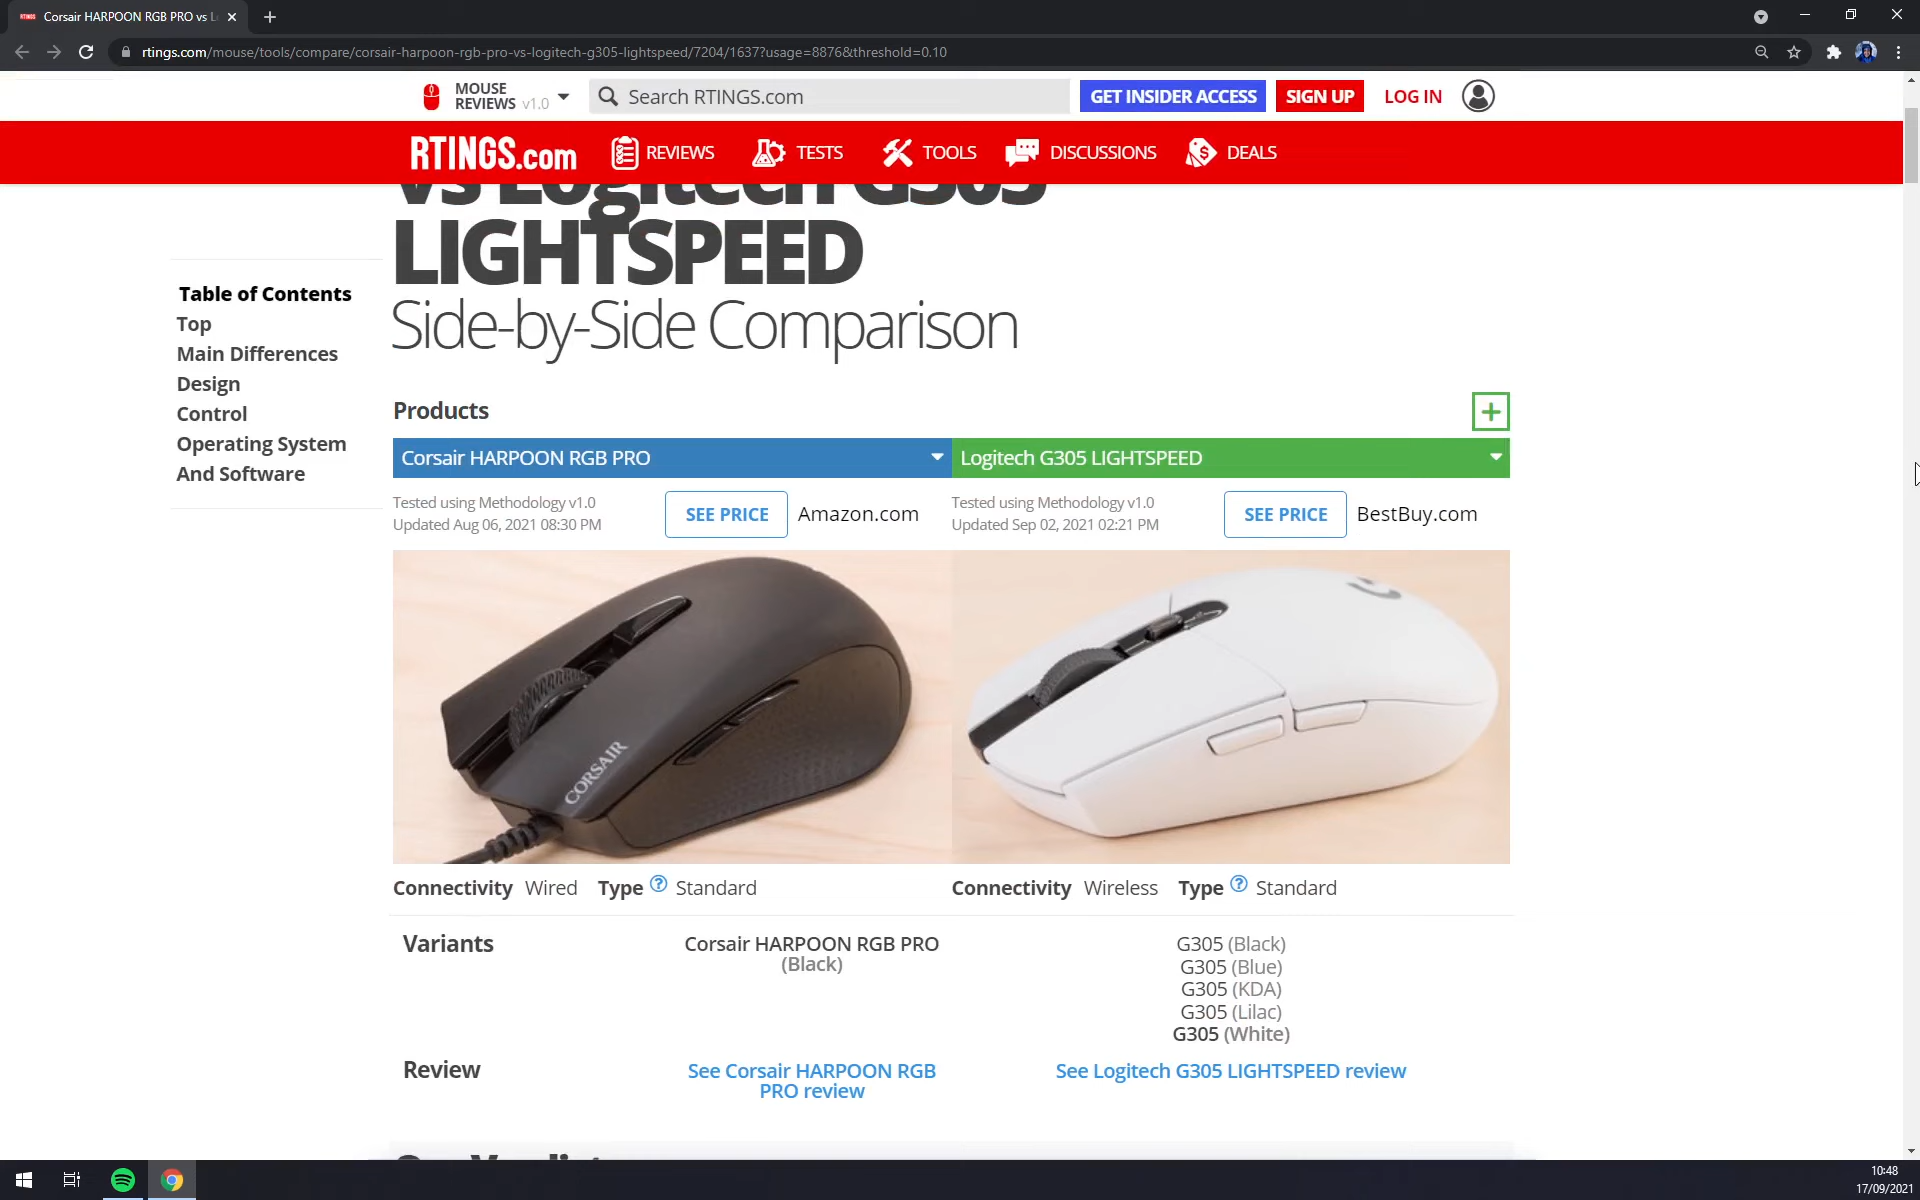 Corsair HARPOON RGB PRO vs L
rtings.com/mouse/tools/compare/corsair-harpoon-rgb-pro-vs-logitech-g305-lightspeed/7204/1637?usage=8876&threshold=0.10
MOUSE
REVIEWS v1.0
Search RTINGS.com
GET INSIDER ACCESS
SIGN UP
LOG IN
RTINGS.com
REVIEWS
TESTS
TOOLS
DISCUSSIONS
DEALS
vs Logitech G305
LIGHTSPEED
Side-by-Side Comparison
Table of Contents
Top
Main Differences
Design
Control
Operating System
And Software
Products
Corsair HARPOON RGB PRO
Logitech G305 LIGHTSPEED
Tested using Methodology v1.0
Updated Aug 06, 2021 08:30 PM
SEE PRICE
Amazon.com
Tested using Methodology v1.0
Updated Sep 02, 2021 02:21 PM
SEE PRICE
BestBuy.com
CORSAIR
Connectivity Wired Type ? Standard
Connectivity Wireless Type ? Standard
Variants
Corsair HARPOON RGB PRO
(Black)
G305 (Black)
G305 (Blue)
G305 (KDA)
G305 (Lilac)
G305 (White)
Review
See Corsair HARPOON RGB
PRO review
See Logitech G305 LIGHTSPEED review
10:48
17/09/2021